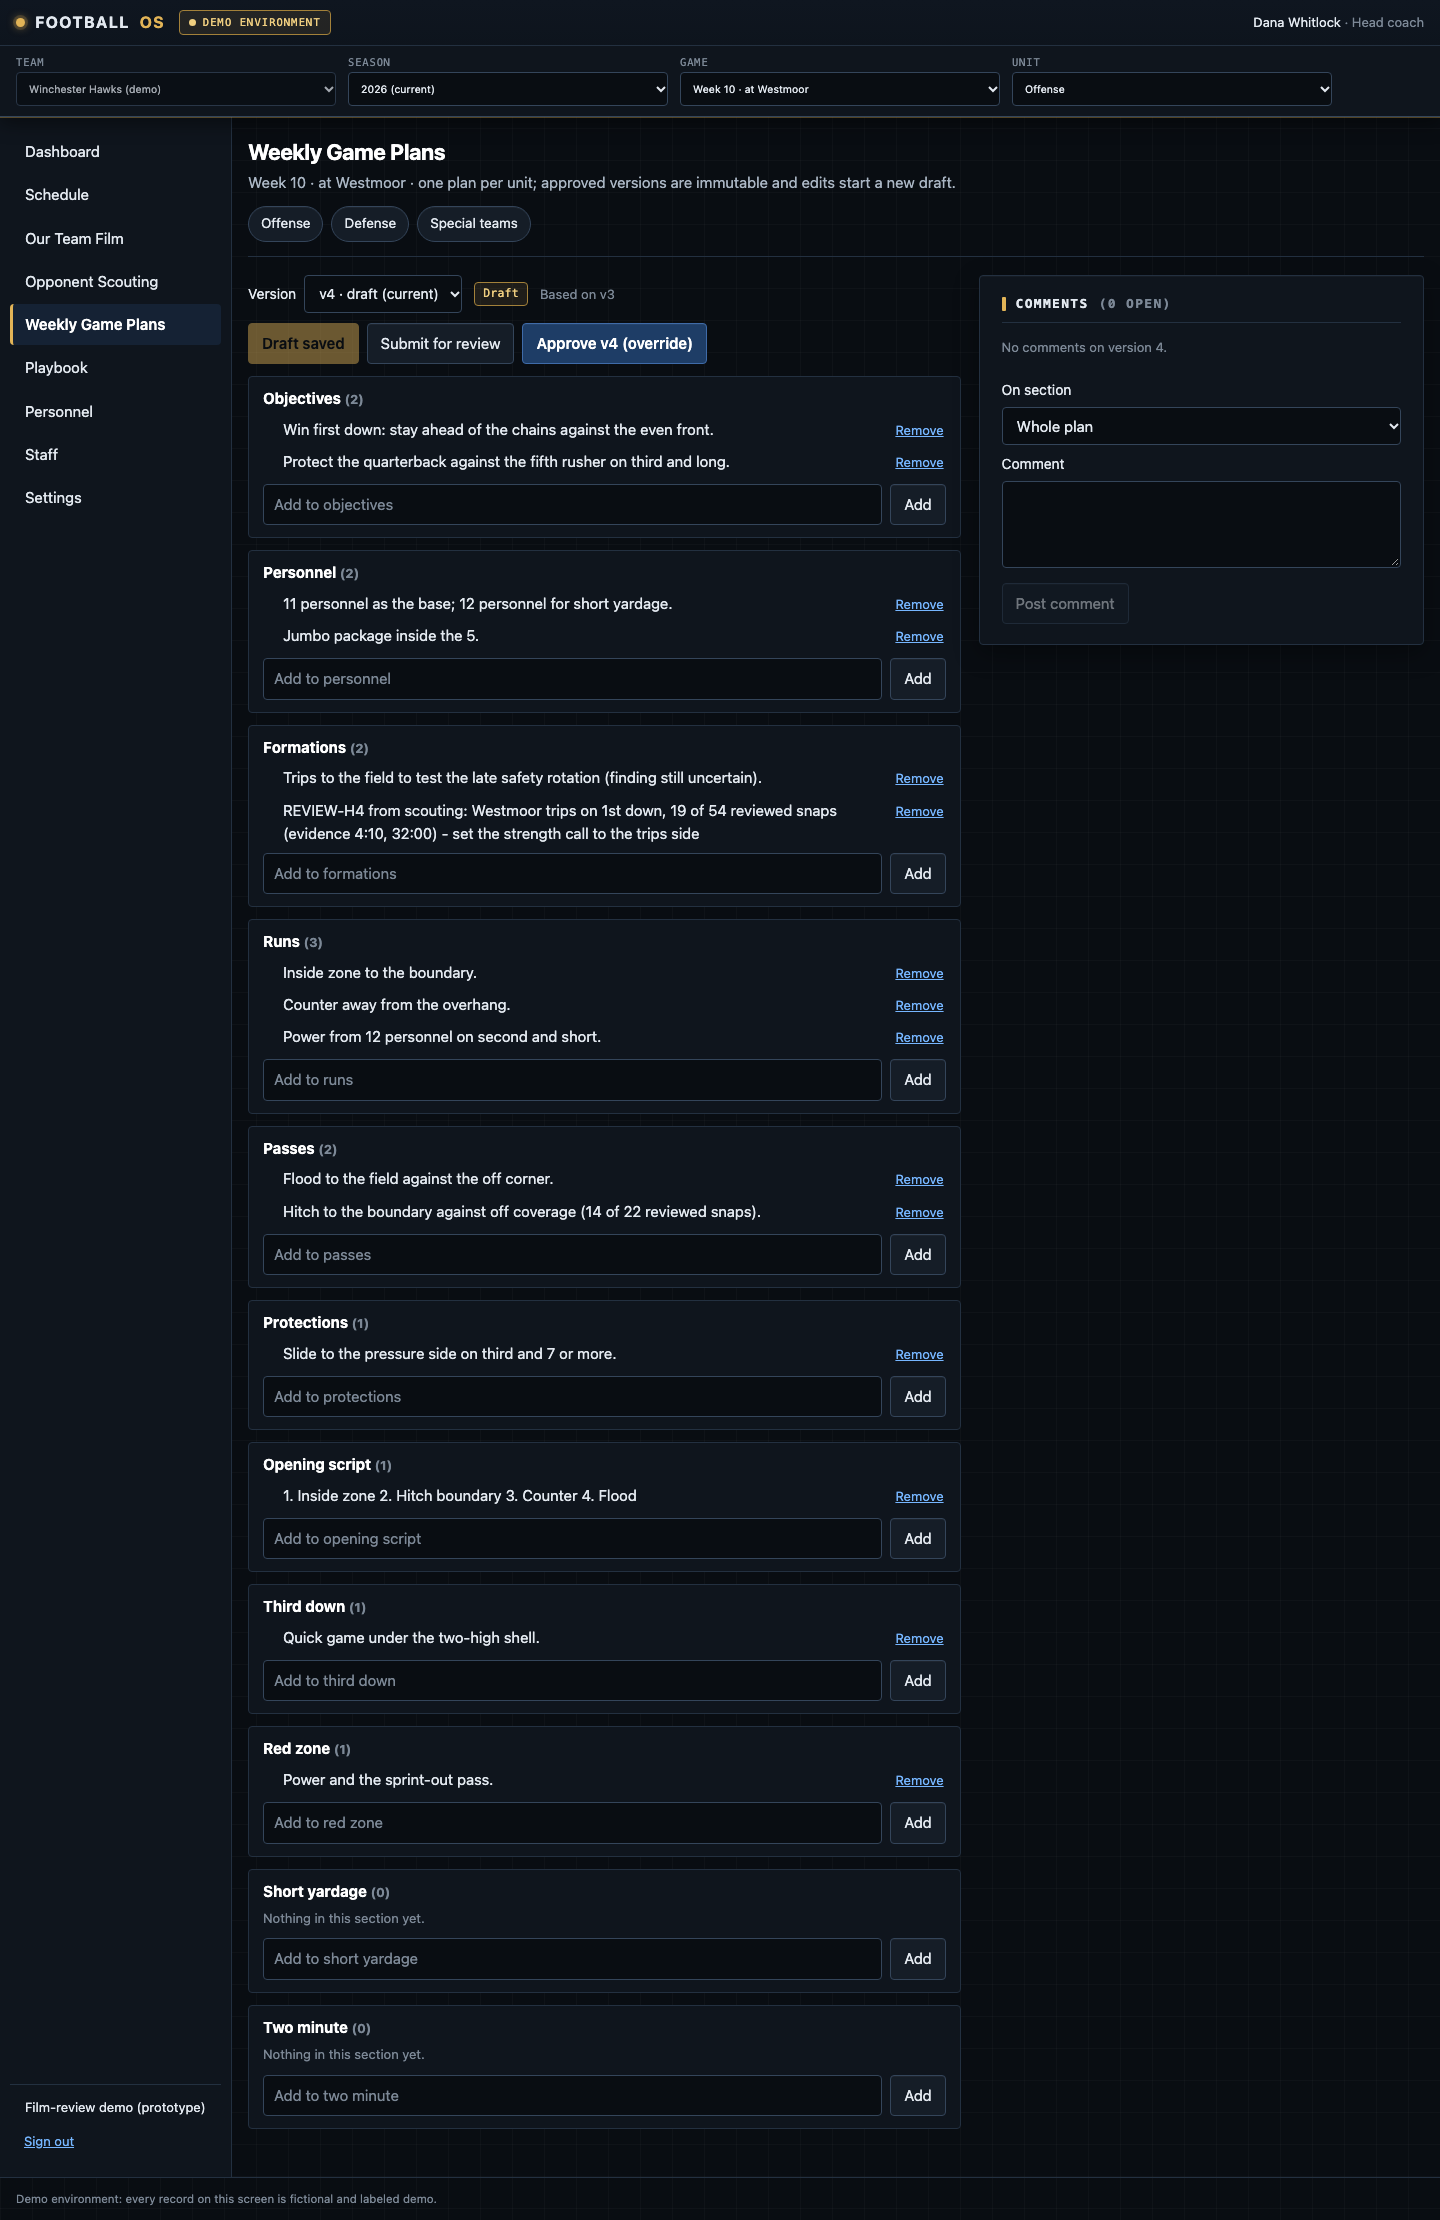 FOOTBALL OS
DEMO ENVIRONMENT
Dana Whitlock · Head coach
TEAM
Winchester Hawks (demo)
SEASON
2026 (current)
GAME
Week 10 · at Westmoor
UNIT
Offense
Dashboard
Schedule
Our Team Film
Opponent Scouting
Weekly Game Plans
Playbook
Personnel
Staff
Settings
Film-review demo (prototype)
Sign out
Weekly Game Plans
Week 10 · at Westmoor · one plan per unit; approved versions are immutable and edits start a new draft.
Offense
Defense
Special teams
Version
v4 · draft (current)
Draft
Based on v3
Draft saved
Submit for review
Approve v4 (override)
Objectives (2)
Win first down: stay ahead of the chains against the even front.
Remove
Protect the quarterback against the fifth rusher on third and long.
Remove
Add to objectives
Add
Personnel (2)
11 personnel as the base; 12 personnel for short yardage.
Remove
Jumbo package inside the 5.
Remove
Add to personnel
Add
Formations (2)
Trips to the field to test the late safety rotation (finding still uncertain).
Remove
REVIEW-H4 from scouting: Westmoor trips on 1st down, 19 of 54 reviewed snaps
(evidence 4:10, 32:00) - set the strength call to the trips side
Remove
Add to formations
Add
Runs (3)
Inside zone to the boundary.
Remove
Counter away from the overhang.
Remove
Power from 12 personnel on second and short.
Remove
Add to runs
Add
Passes (2)
Flood to the field against the off corner.
Remove
Hitch to the boundary against off coverage (14 of 22 reviewed snaps).
Remove
Add to passes
Add
Protections (1)
Slide to the pressure side on third and 7 or more.
Remove
Add to protections
Add
Opening script (1)
1. Inside zone 2. Hitch boundary 3. Counter 4. Flood
Remove
Add to opening script
Add
Third down (1)
Quick game under the two-high shell.
Remove
Add to third down
Add
Red zone (1)
Power and the sprint-out pass.
Remove
Add to red zone
Add
Short yardage (0)
Nothing in this section yet.
Add to short yardage
Add
Two minute (0)
Nothing in this section yet.
Add to two minute
Add
COMMENTS (0 OPEN)
No comments on version 4.
On section
Whole plan
Comment
Post comment
Demo environment: every record on this screen is fictional and labeled demo.